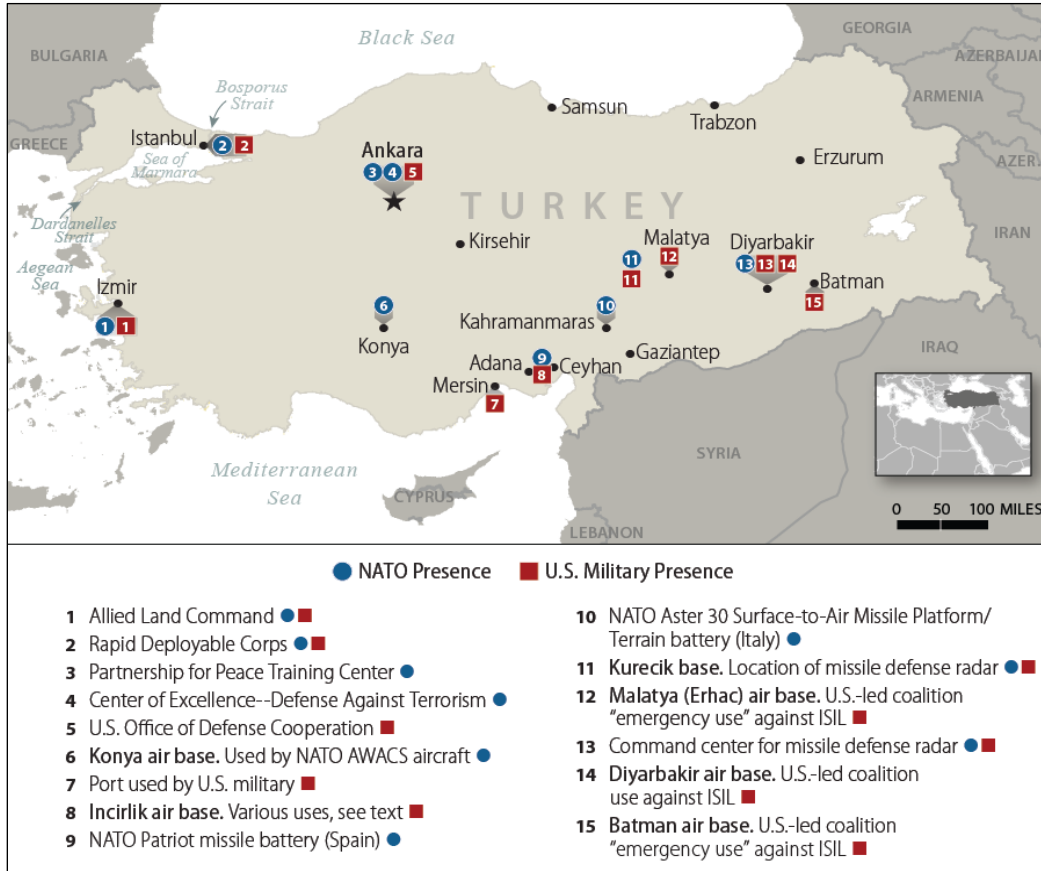 Black Sea
BULGARIA
GEORGIA
AZERBAIJAN
ARMENIA
AZER.
GREECE
Bosporus
Strait
Istanbul
2 2
Sea of
Marmara
Dardanelles
Strait
Aegean
Sea
Samsun
Trabzon
Erzurum
Ankara
3 4 5
TURKEY
Kirsehir
Malatya
12
11
11
Diyarbakir
13 13 14
Batman
15
IRAN
Izmir
1 1
6
Konya
10
Kahramanmaras
9
Adana
Ceyhan
8
Gaziantep
Mersin
7
IRAQ
SYRIA
Mediterranean
Sea
CYPRUS
LEBANON
0 50 100 MILES
NATO Presence U.S. Military Presence
1 Allied Land Command
2 Rapid Deployable Corps
3 Partnership for Peace Training Center
4 Center of Excellence--Defense Against Terrorism
5 U.S. Office of Defense Cooperation
6 Konya air base. Used by NATO AWACS aircraft
7 Port used by U.S. military
8 Incirlik air base. Various uses, see text
9 NATO Patriot missile battery (Spain)
10 NATO Aster 30 Surface-to-Air Missile Platform/
Terrain battery (Italy)
11 Kurecik base. Location of missile defense radar
12 Malatya (Erhac) air base. U.S.-led coalition
"emergency use" against ISIL
13 Command center for missile defense radar
14 Diyarbakir air base. U.S.-led coalition
use against ISIL
15 Batman air base. U.S.-led coalition
"emergency use" against ISIL